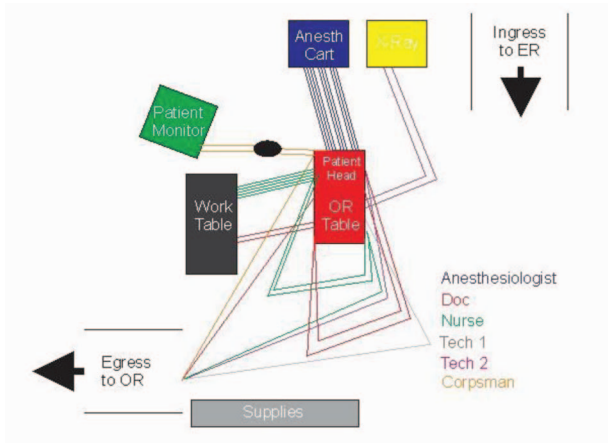 Anesth
Cart
X-Ray
Ingress
to ER
Patient
Monitor
Patient
Head
OR
Table
Work
Table
Anesthesiologist
Doc
Nurse
Tech 1
Tech 2
Corpsman
Egress
to OR
Supplies